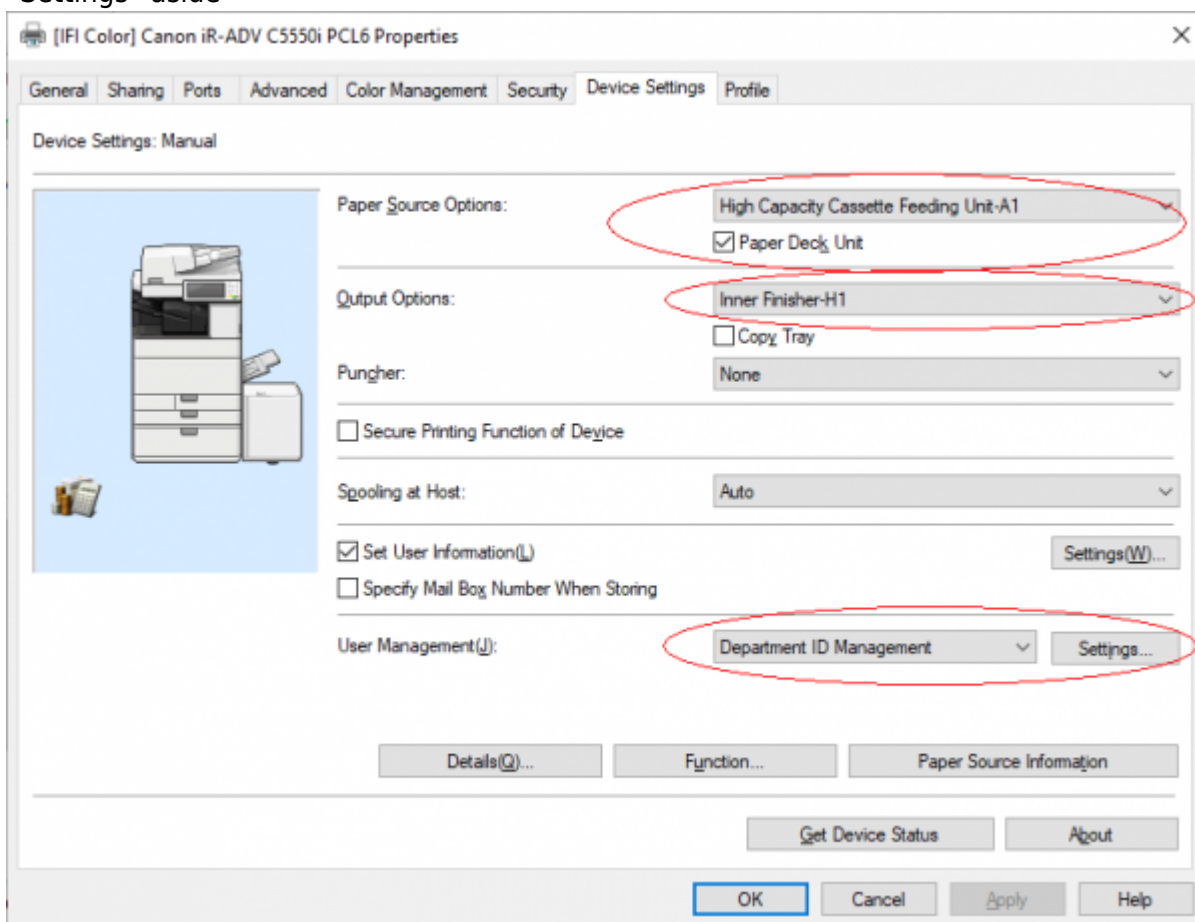 "Settings" aside
[IFI Color] Canon iR-ADV C5550i PCL6 Properties
General Sharing Ports Advanced Color Management Security Device Settings Profile
Device Settings: Manual
Paper Source Options: High Capacity Cassette Feeding Unit-A1
Paper Deck Unit
Output Options: Inner Finisher-H1
Copy Tray
Puncher: None
Secure Printing Function of Device
Spooling at Host: Auto
Set User Information(L) Settings(W)...
Specify Mail Box Number When Storing
User Management(J): Department ID Management Settings...
Details(Q)... Function... Paper Source Information
Get Device Status About
OK Cancel Apply Help